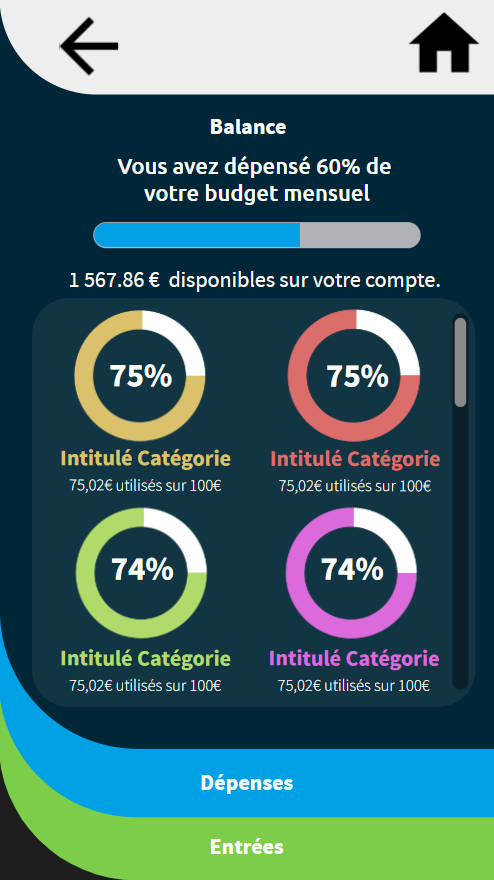 Balance
Vous avez dépensé 60% de
votre budget mensuel
1 567.86 € disponibles sur votre compte.
75%
75%
Intitulé Catégorie
Intitulé Catégorie
75,02€ utilisés sur 100€
75,02€ utilisés sur 100€
74%
74%
Intitulé Catégorie
Intitulé Catégorie
75,02€ utilisés sur 100€
75,02€ utilisés sur 100€
Dépenses
Entrées